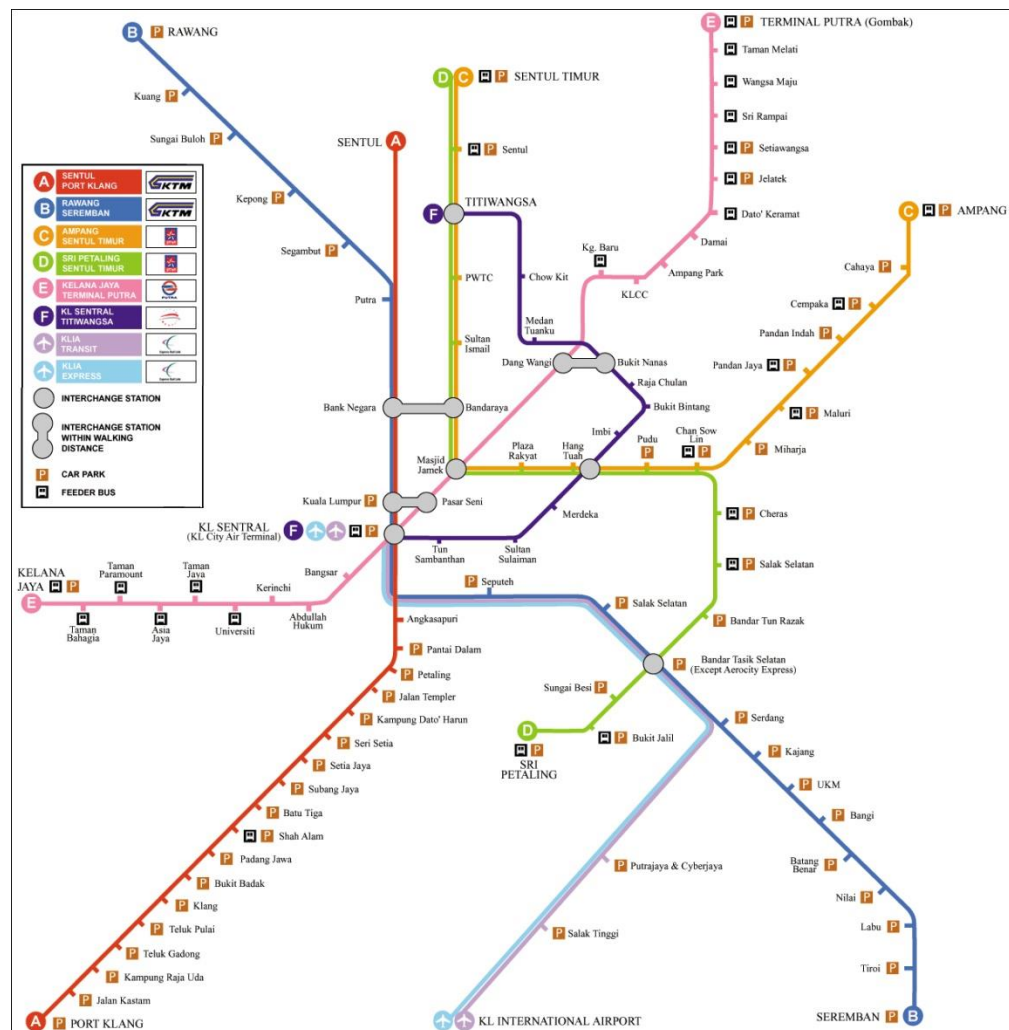 B P RAWANG
Kuang P
Sungai Buloh P
Kepong P
Segambut P
Putra
SENTUL A
D C P SENTUL TIMUR
P Sentul
F TITIWANGSA
PWTC
Sultan
Ismail
Bank Negara
Bandaraya
Chow Kit
Medan
Tuanku
Dang Wangi
Bukit Nanas
Raja Chulan
Bukit Bintang
Imbi
E P TERMINAL PUTRA (Gombak)
Taman Melati
Wangsa Maju
Sri Rampai
P Setiawangsa
P Jelatek
Dato' Keramat
Damai
Ampang Park
KLCC
Kg. Baru
C P AMPANG
Cahaya P
Cempaka P
Pandan Indah P
Pandan Jaya P
P Maluri
P Miharja
Chan Sow
Lin
P
Pudu
P
Hang
Tuah
Plaza
Rakyat
Masjid
Jamek
A SENTUL
PORT KLANG
KTM
B RAWANG
SEREMBAN
KTM
C AMPANG
SENTUL TIMUR
D SRI PETALING
SENTUL TIMUR
E KELANA JAYA
TERMINAL PUTRA
PUTRA
F KL SENTRAL
TITIWANGSA
KLIA
TRANSIT
KLIA
EXPRESS
INTERCHANGE STATION
INTERCHANGE STATION
WITHIN WALKING
DISTANCE
P CAR PARK
FEEDER BUS
Kuala Lumpur P
Pasar Seni
KL SENTRAL
(KL City Air Terminal)
F P
Tun
Sambanthan
Sultan
Sulaiman
Merdeka
P Cheras
P Salak Selatan
P Bandar Tun Razak
KELANA
JAYA P
E
Taman
Bahagia
Taman
Paramount
Asia
Jaya
Taman
Jaya
Universiti
Kerinchi
Abdullah
Hukum
Bangsar
P Seputeh
P Salak Selatan
P Bandar Tasik Selatan
(Except Aerocity Express)
Sungai Besi P
P Bukit Jalil
D
P
SRI
PETALING
Angkasapuri
P Pantai Dalam
P Petaling
P Jalan Templer
P Kampung Dato' Harun
P Seri Setia
P Setia Jaya
P Subang Jaya
P Batu Tiga
P Shah Alam
P Padang Jawa
P Bukit Badak
P Klang
P Teluk Pulai
P Teluk Gadong
P Kampung Raja Uda
P Jalan Kastam
A P PORT KLANG
P Serdang
P Kajang
P UKM
P Bangi
Batang
Benar P
Nilai P
Labu P
Tiroi P
SEREMBAN P B
P Putrajaya & Cyberjaya
P Salak Tinggi
KL INTERNATIONAL AIRPORT